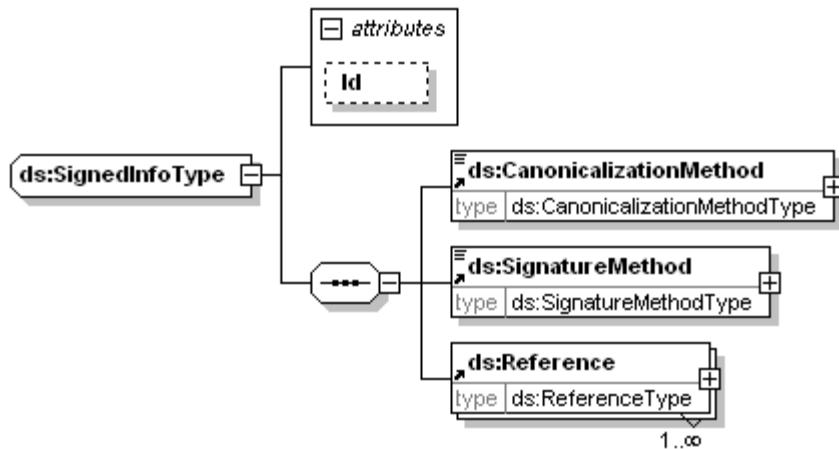 attributes
Id
ds:SignedInfoType
ds:CanonicalizationMethod
type ds:CanonicalizationMethodType
ds:SignatureMethod
type ds:SignatureMethodType
ds:Reference
type ds:ReferenceType
1..∞